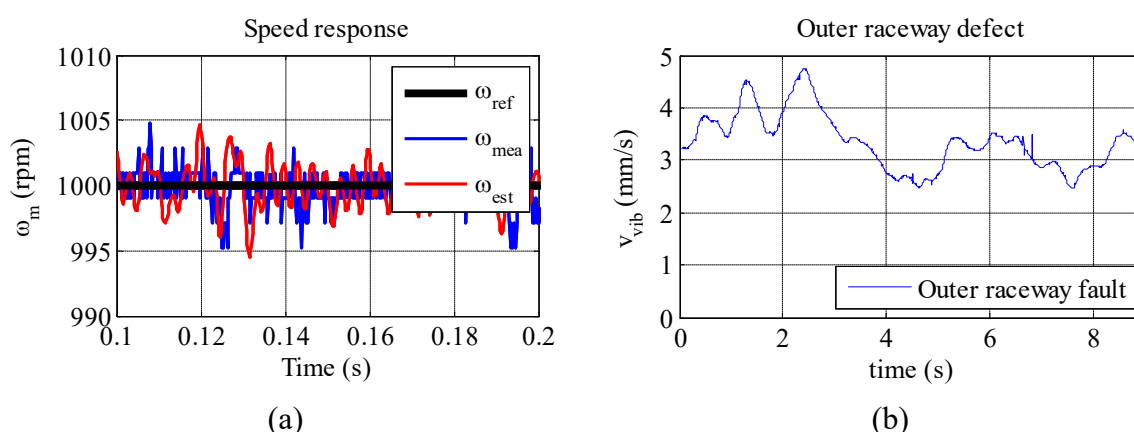 Speed response
1010
1005
1000
995
990
ω_m (rpm)
ω_ref
ω_mea
ω_est
0.1 0.12 0.14 0.16 0.18 0.2
Time (s)
(a)
Outer raceway defect
5
4
3
2
1
0
v_vib (mm/s)
Outer raceway fault
0 2 4 6 8
time (s)
(b)